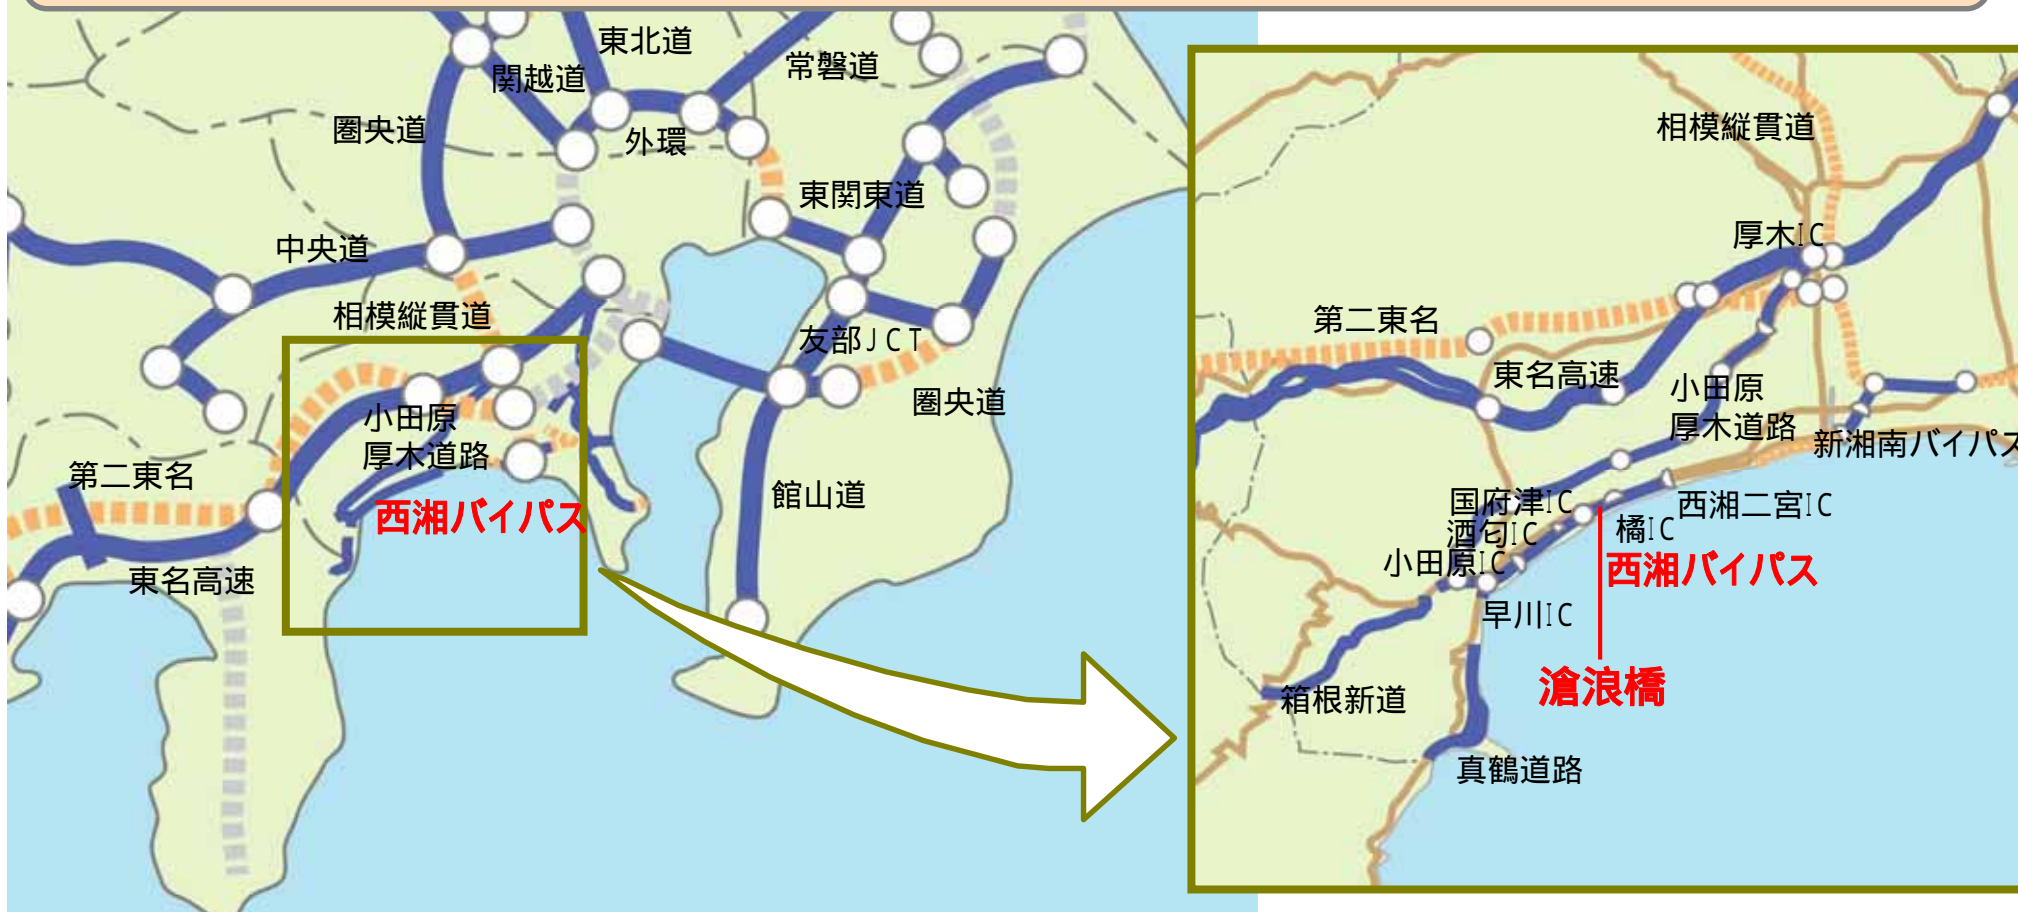 東北道
常磐道
関越道
圏央道
外環
東関東道
中央道
相模縦貫道
友部JCT
圏央道
小田原
厚木道路
第二東名
西湘バイパス
館山道
東名高速
相模縦貫道
厚木IC
第二東名
東名高速
小田原
厚木道路
新湘南バイパス
国府津IC
西湘二宮IC
酒匂IC
橘IC
小田原IC
西湘バイパス
早川IC
滄浪橋
箱根新道
真鶴道路